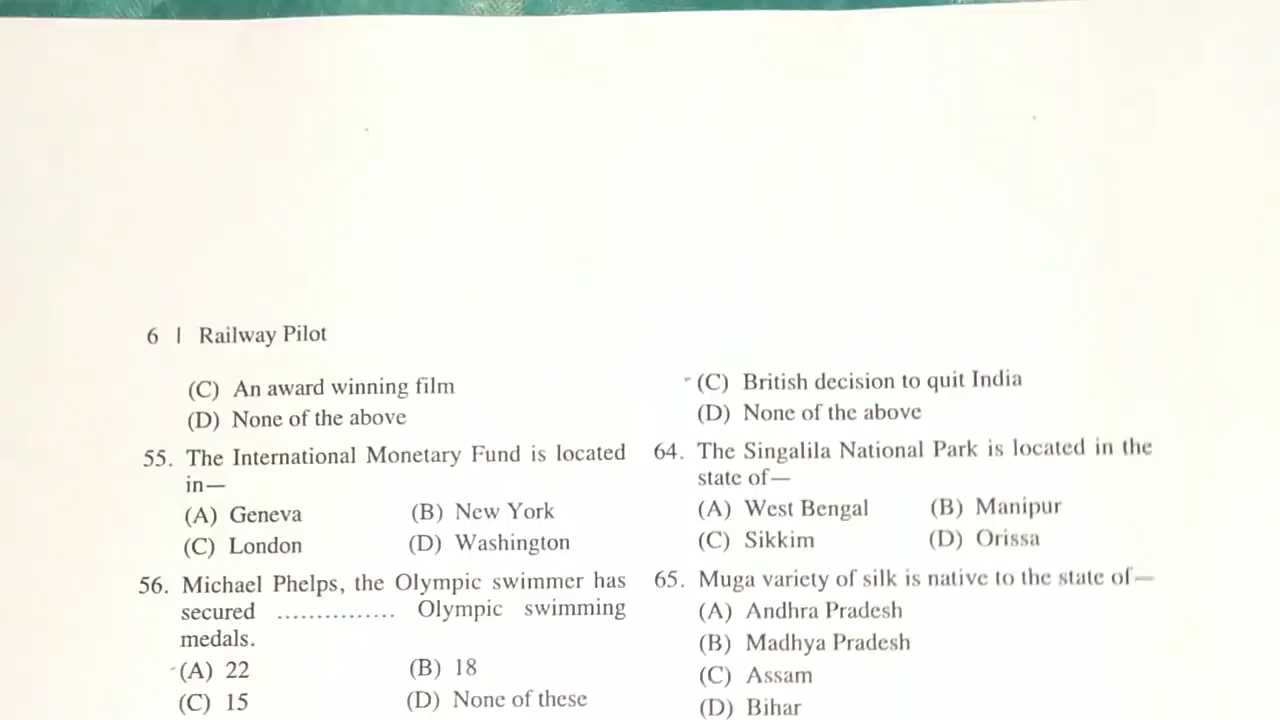 6 | Railway Pilot
(C) An award winning film
(D) None of the above
55. The International Monetary Fund is located
in—
(A) Geneva (B) New York
(C) London (D) Washington
56. Michael Phelps, the Olympic swimmer has
secured ............... Olympic swimming
medals.
(A) 22 (B) 18
(C) 15 (D) None of these
(C) British decision to quit India
(D) None of the above
64. The Singalila National Park is located in the
state of—
(A) West Bengal (B) Manipur
(C) Sikkim (D) Orissa
65. Muga variety of silk is native to the state of—
(A) Andhra Pradesh
(B) Madhya Pradesh
(C) Assam
(D) Bihar